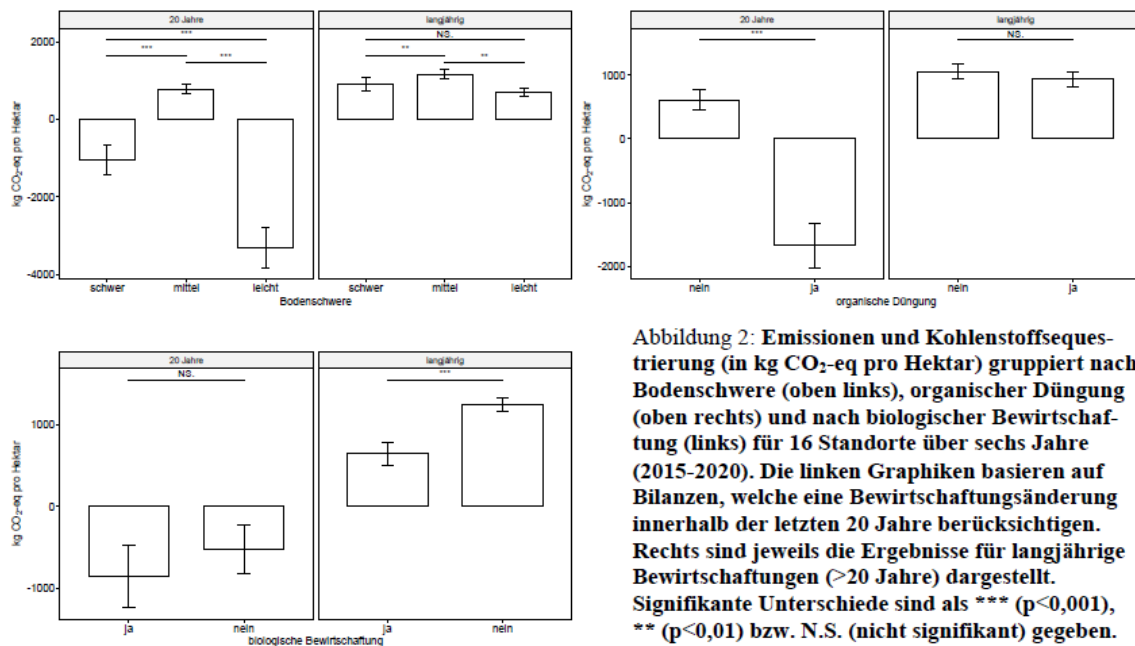 20 Jahre
langjährig
***
NS.
***
***
**
**
2000
0
-2000
-4000
kg CO2-eq pro Hektar
schwer
mittel
leicht
schwer
mittel
leicht
Bodenschwere
20 Jahre
langjährig
***
NS.
1000
0
-1000
-2000
kg CO2-eq pro Hektar
nein
ja
nein
ja
organische Düngung
20 Jahre
langjährig
NS.
***
1000
0
-1000
kg CO2-eq pro Hektar
ja
nein
ja
nein
biologische Bewirtschaftung
Abbildung 2: Emissionen und Kohlenstoffseques-
trierung (in kg CO₂-eq pro Hektar) gruppiert nach
Bodenschwere (oben links), organischer Düngung
(oben rechts) und nach biologischer Bewirtschaf-
tung (links) für 16 Standorte über sechs Jahre
(2015-2020). Die linken Graphiken basieren auf
Bilanzen, welche eine Bewirtschaftungsänderung
innerhalb der letzten 20 Jahre berücksichtigen.
Rechts sind jeweils die Ergebnisse für langjährige
Bewirtschaftungen (>20 Jahre) dargestellt.
Signifikante Unterschiede sind als *** (p<0,001),
** (p<0,01) bzw. N.S. (nicht signifikant) gegeben.